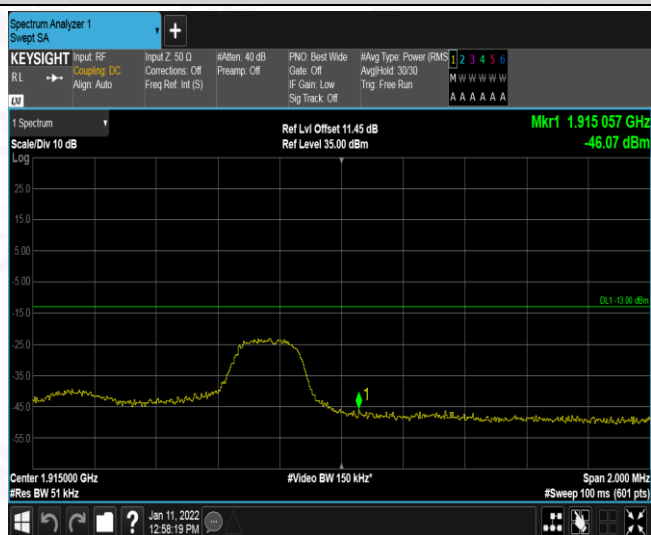 Spectrum Analyzer 1
Swept SA
+
KEYSIGHT
RL
Input: RF
Coupling: DC
Align: Auto
Input Z: 50 Ω
Corrections: Off
Freq Ref: Int (S)
#Atten: 40 dB
Preamp: Off
PNO: Best Wide
Gate: Off
IF Gain: Low
Sig Track: Off
#Avg Type: Power (RMS
Avg|Hold: 30/30
Trig: Free Run
1 2 3 4 5 6
M W W W W W
A A A A A A
LXI
1 Spectrum
Scale/Div 10 dB
Log
Ref Lvl Offset 11.45 dB
Ref Level 35.00 dBm
Mkr1 1.915 057 GHz
-46.07 dBm
25.0
15.0
5.00
-5.00
-15.0
-25.0
-35.0
-45.0
-55.0
DL1 -13.00 dBm
1
Center 1.915000 GHz
#Res BW 51 kHz
#Video BW 150 kHz*
Span 2.000 MHz
#Sweep 100 ms (601 pts)
?
Jan 11, 2022
12:58:19 PM